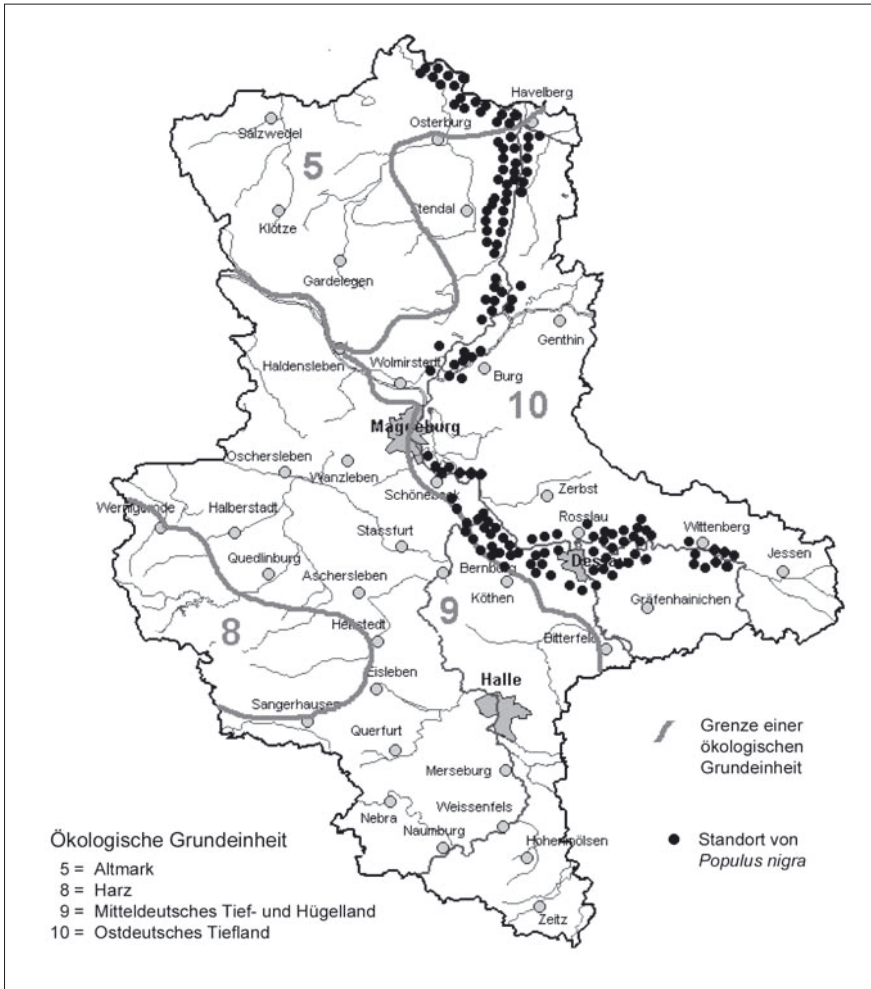 Havelberg
Osterburg
Salzwedel
5
Stendal
Klötze
Gardelegen
Genthin
Haldensleben
Wolmirstedt
Burg
10
Magdeburg
Oschersleben
Wanzleben
Schönebeck
Zerbst
Wernigerode
Halberstadt
Rosslau
Wittenberg
Stassfurt
Quedlinburg
Dessau
Jessen
Aschersleben
Bernburg
Köthen
Gräfenhainichen
9
8
Hettstedt
Bitterfeld
Eisleben
Halle
Sangerhausen
Querfurt
Grenze einer
ökologischen
Grundeinheit
Merseburg
Nebra
Weissenfels
Naumburg
Hohenmölsen
Standort von
Populus nigra
Zeitz
Ökologische Grundeinheit
5 = Altmark
8 = Harz
9 = Mitteldeutsches Tief- und Hügelland
10 = Ostdeutsches Tiefland